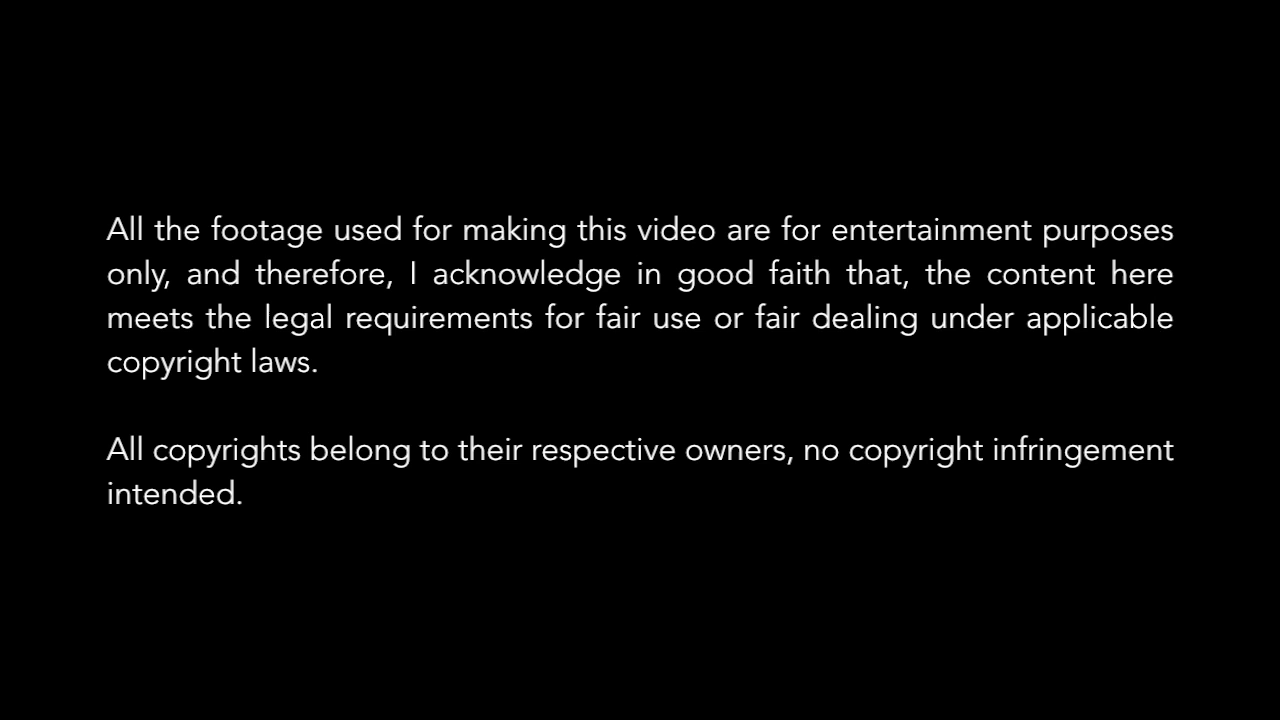 All the footage used for making this video are for entertainment purposes
only, and therefore, I acknowledge in good faith that, the content here
meets the legal requirements for fair use or fair dealing under applicable
copyright laws.
All copyrights belong to their respective owners, no copyright infringement
intended.